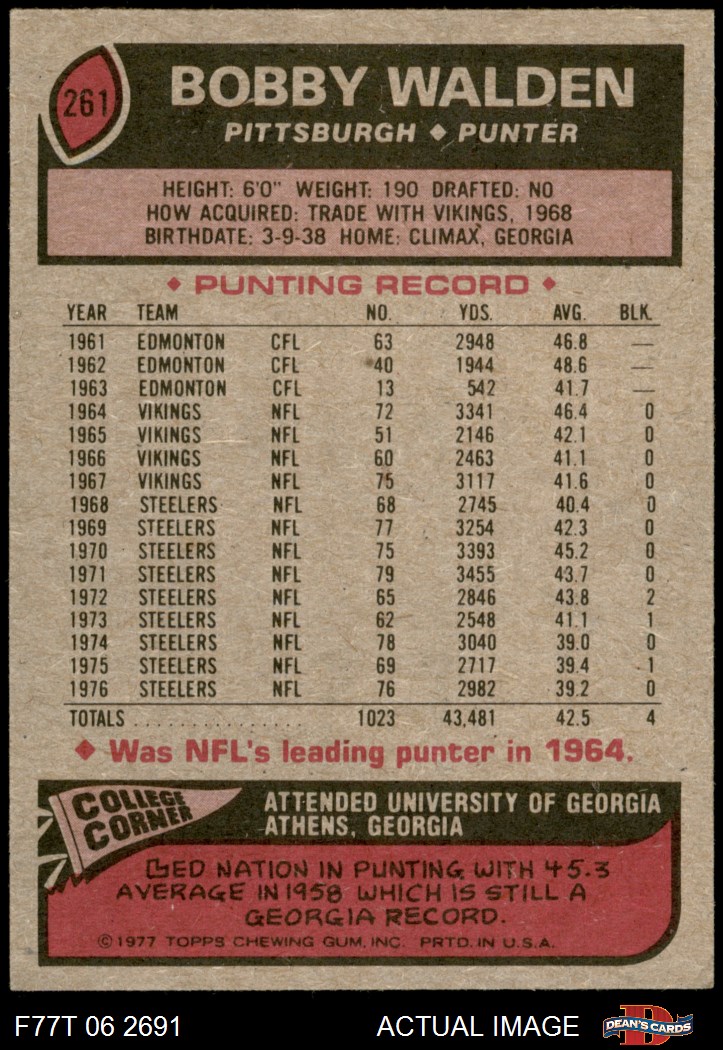 261
BOBBY WALDEN
PITTSBURGH ◆ PUNTER
HEIGHT: 6'0" WEIGHT: 190 DRAFTED: NO
HOW ACQUIRED: TRADE WITH VIKINGS, 1968
BIRTHDATE: 3-9-38 HOME: CLIMAX, GEORGIA
◆ PUNTING RECORD ◆
YEAR TEAM NO. YDS. AVG. BLK.
1961 EDMONTON CFL 63 2948 46.8 —
1962 EDMONTON CFL 40 1944 48.6 —
1963 EDMONTON CFL 13 542 41.7 —
1964 VIKINGS NFL 72 3341 46.4 0
1965 VIKINGS NFL 51 2146 42.1 0
1966 VIKINGS NFL 60 2463 41.1 0
1967 VIKINGS NFL 75 3117 41.6 0
1968 STEELERS NFL 68 2745 40.4 0
1969 STEELERS NFL 77 3254 42.3 0
1970 STEELERS NFL 75 3393 45.2 0
1971 STEELERS NFL 79 3455 43.7 0
1972 STEELERS NFL 65 2846 43.8 2
1973 STEELERS NFL 62 2548 41.1 1
1974 STEELERS NFL 78 3040 39.0 0
1975 STEELERS NFL 69 2717 39.4 1
1976 STEELERS NFL 76 2982 39.2 0
TOTALS ................ 1023 43,481 42.5 4
◆ Was NFL's leading punter in 1964.
COLLEGE
CORNER
ATTENDED UNIVERSITY OF GEORGIA
ATHENS, GEORGIA
LED NATION IN PUNTING WITH 45.3
AVERAGE IN 1958 WHICH IS STILL A
GEORGIA RECORD.
©1977 TOPPS CHEWING GUM, INC. PRTD. IN U.S.A.
F77T 06 2691 ACTUAL IMAGE
D
DEAN'S CARDS